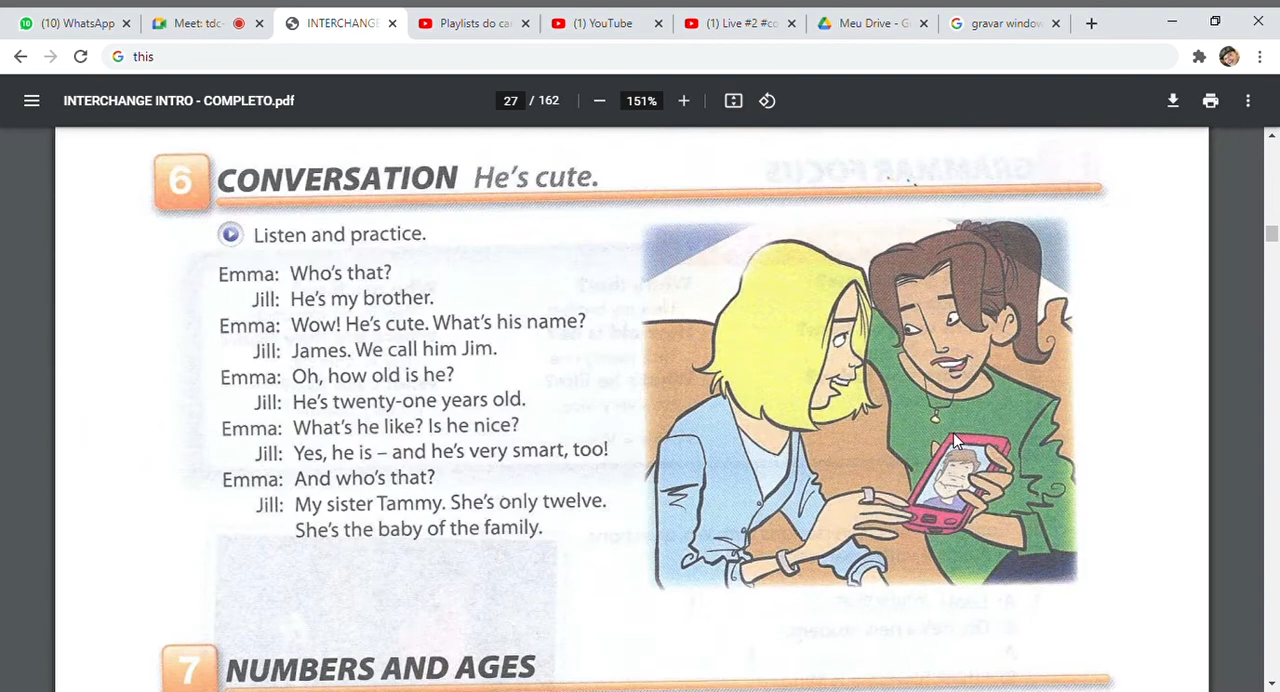 (10) WhatsApp
Meet: tdc-
INTERCHANGE
Playlists do ca
(1) YouTube
(1) Live #2 #co
Meu Drive - G
gravar window
this
INTERCHANGE INTRO - COMPLETO.pdf
27 / 162
151%
6 CONVERSATION He's cute.
Listen and practice.
Emma: Who's that?
Jill: He's my brother.
Emma: Wow! He's cute. What's his name?
Jill: James. We call him Jim.
Emma: Oh, how old is he?
Jill: He's twenty-one years old.
Emma: What's he like? Is he nice?
Jill: Yes, he is – and he's very smart, too!
Emma: And who's that?
Jill: My sister Tammy. She's only twelve.
She's the baby of the family.
7 NUMBERS AND AGES